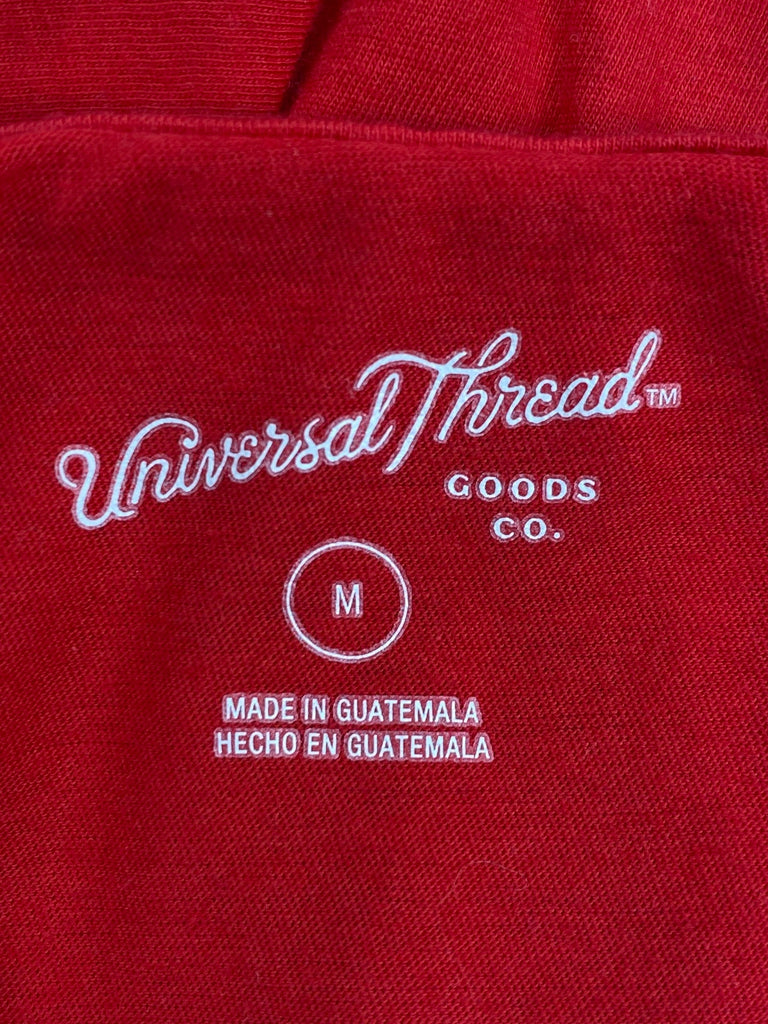 Universal Thread™
GOODS
CO.
M
MADE IN GUATEMALA
HECHO EN GUATEMALA